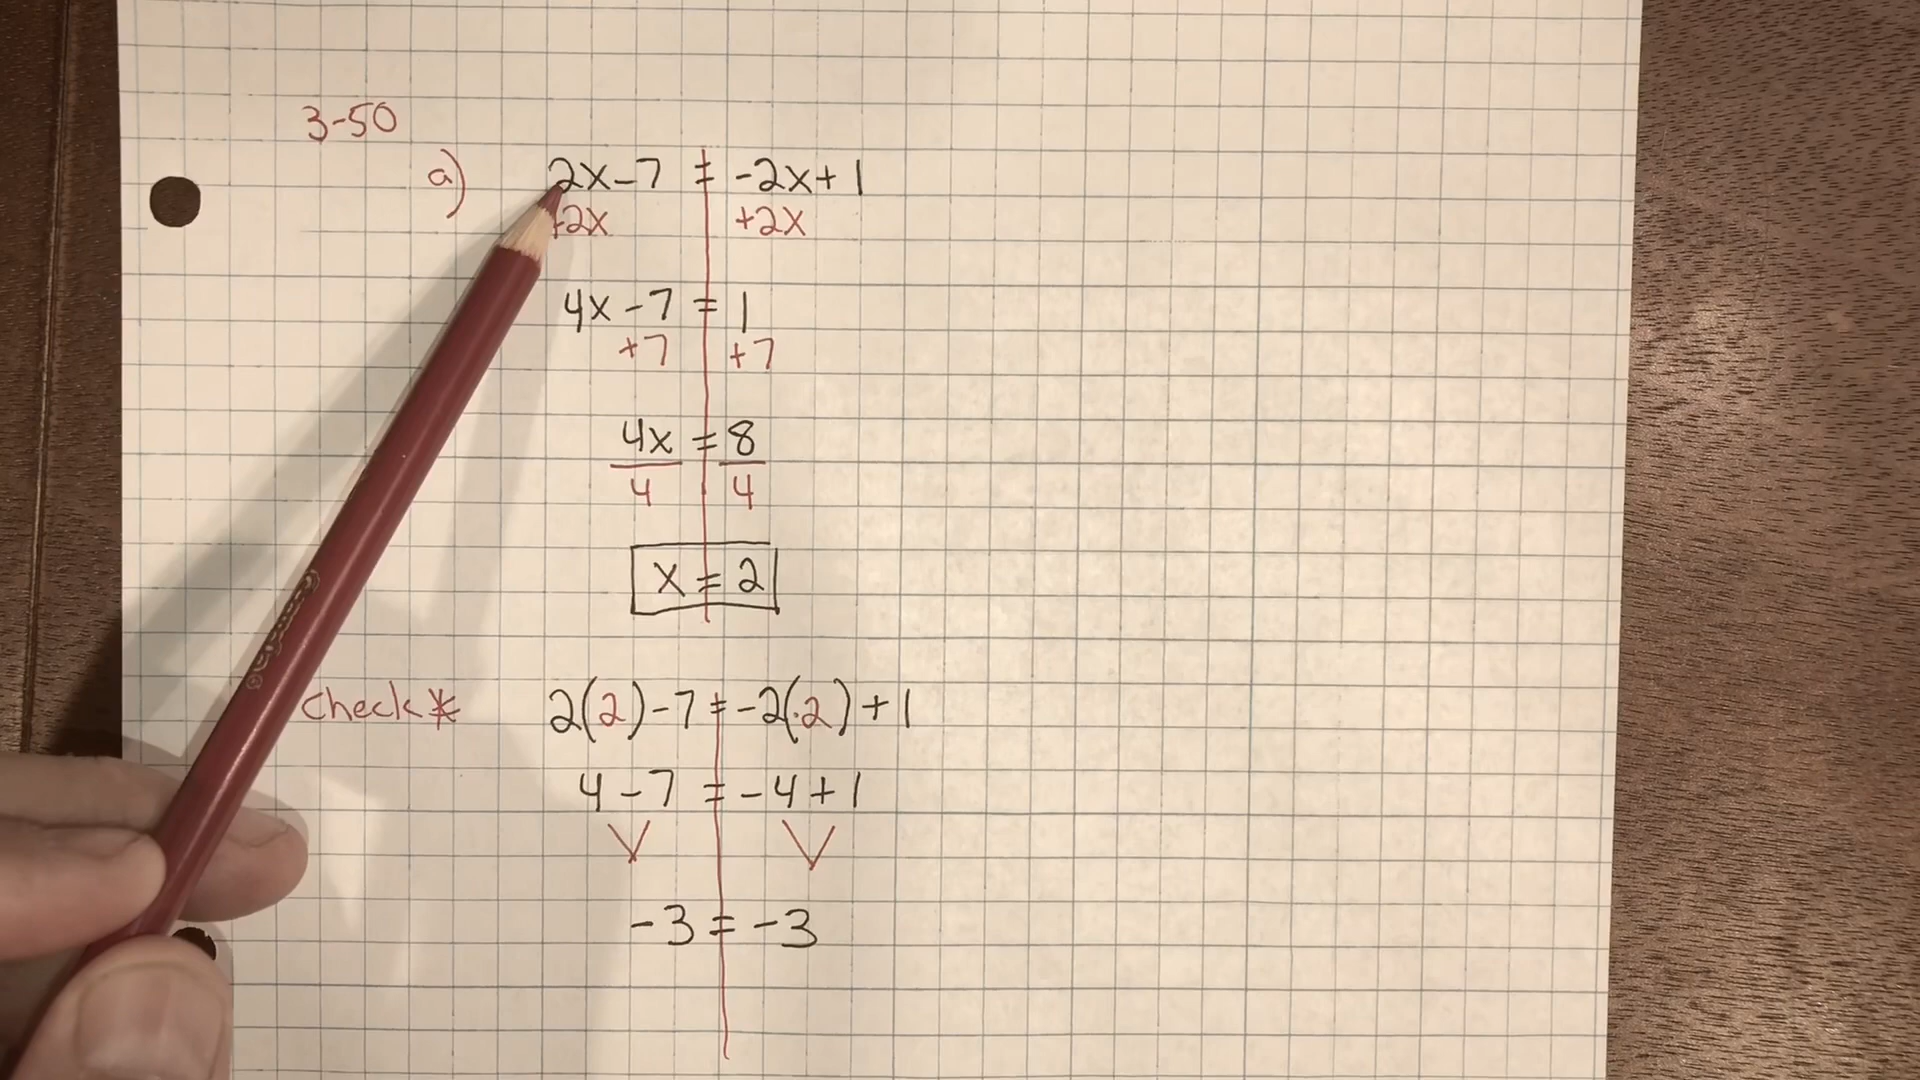 3-50
a) 2x-7 = -2x+1
+2x +2x
4x-7 = 1
+7 +7
4x = 8
4 4
x = 2
Check* 2(2)-7 = -2(2)+1
4-7 = -4+1
-3 = -3
Crayola